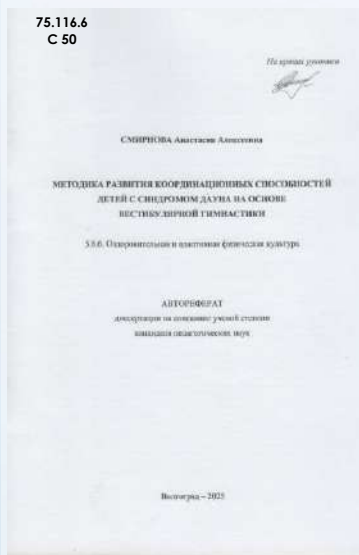 75.116.6
С 50
На правах рукописи
СМИРНОВА Анастасия Алексеевна
МЕТОДИКА РАЗВИТИЯ КООРДИНАЦИОННЫХ СПОСОБНОСТЕЙ
ДЕТЕЙ С СИНДРОМОМ ДАУНА НА ОСНОВЕ
ВЕСТИБУЛЯРНОЙ ГИМНАСТИКИ
5.8.6. Оздоровительная и адаптивная физическая культура
АВТОРЕФЕРАТ
диссертации на соискание ученой степени
кандидата педагогических наук
Волгоград – 2025